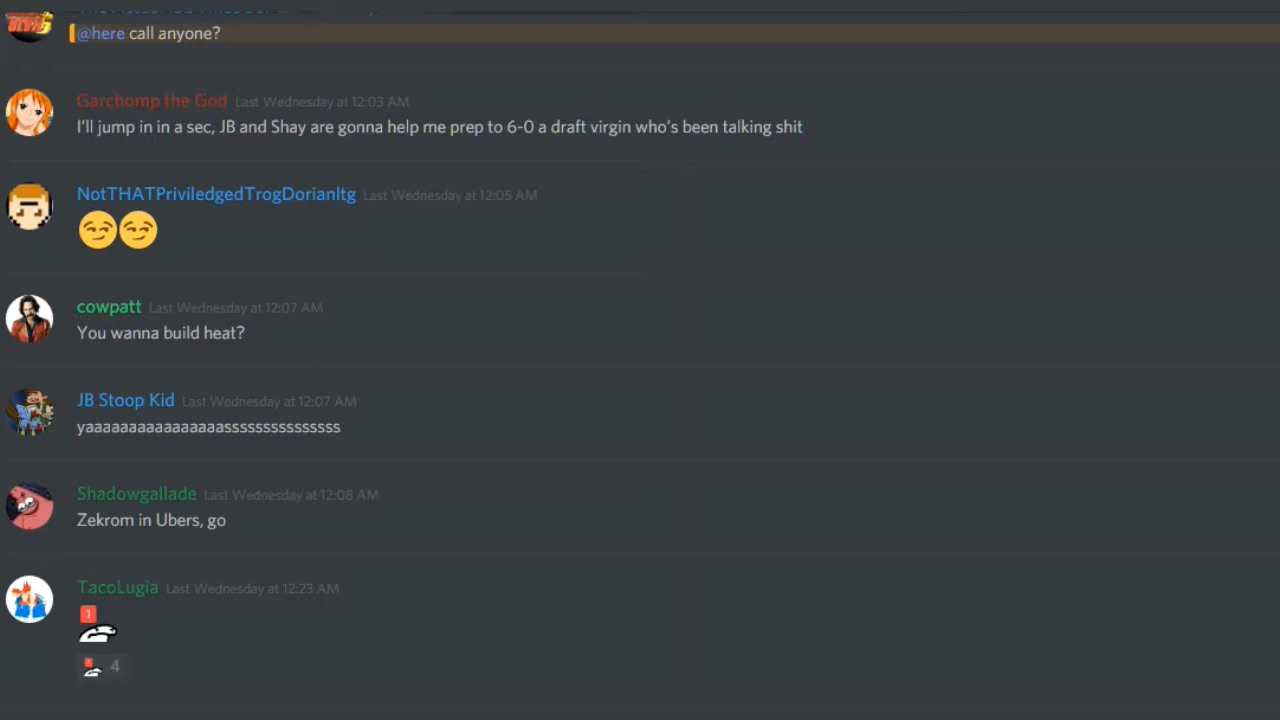 @here call anyone?
Garchomp the God Last Wednesday at 12:03 AM
I'll jump in in a sec, JB and Shay are gonna help me prep to 6-0 a draft virgin who's been talking shit
NotTHATPriviledgedTrogDorianltg Last Wednesday at 12:05 AM
cowpatt Last Wednesday at 12:07 AM
You wanna build heat?
JB Stoop Kid Last Wednesday at 12:07 AM
yaaaaaaaaaaaaaaaassssssssssssss
Shadowgallade Last Wednesday at 12:08 AM
Zekrom in Ubers, go
TacoLugia Last Wednesday at 12:23 AM
1
4